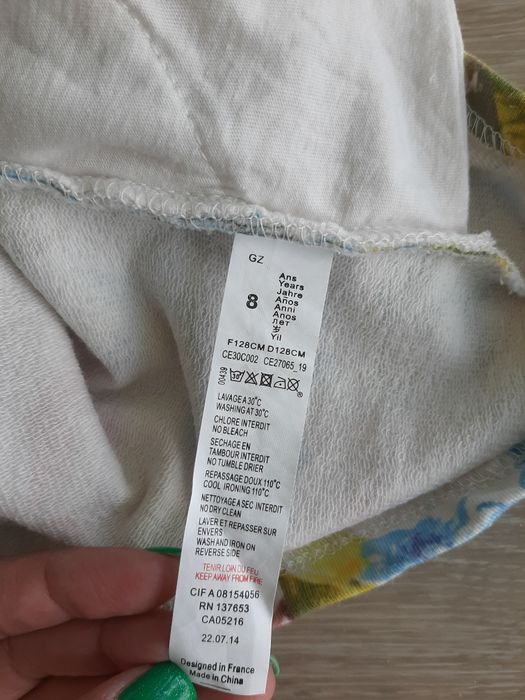 GZ
8
Ans
Years
Jahre
Años
Anni
Anos
лет
岁
Yil
F128CM D128CM
CE30C002 CE27065_19
00439
LAVAGE A 30°C
WASHING AT 30°C
CHLORE INTERDIT
NO BLEACH
SECHAGE EN
TAMBOUR INTERDIT
NO TUMBLE DRIER
REPASSAGE DOUX 110°C
COOL IRONING 110°C
NETTOYAGE A SEC INTERDIT
NO DRY CLEAN
LAVER ET REPASSER SUR
ENVERS
WASH AND IRON ON
REVERSE SIDE
TENIR LOIN DU FEU
KEEP AWAY FROM FIRE
CIF A 08154056
RN 137653
CA05216
22.07.14
Designed in France
Made in China